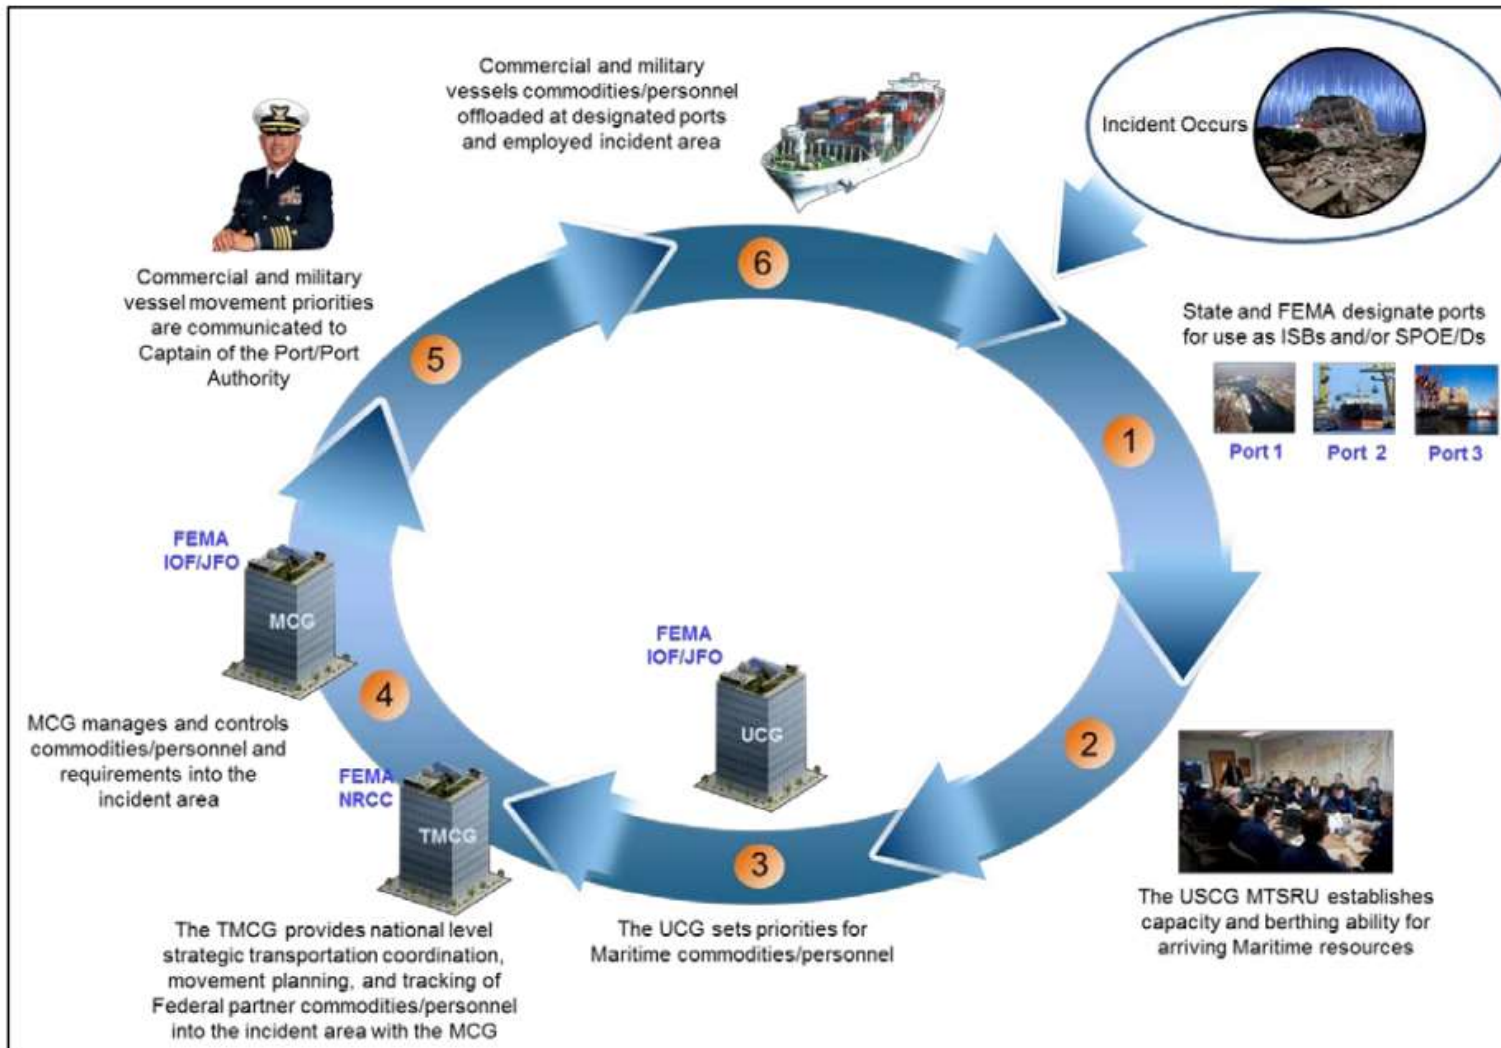 Incident Occurs
State and FEMA designate ports
for use as ISBs and/or SPOE/Ds
Port 1
Port 2
Port 3
1
The USCG MTSRU establishes
capacity and berthing ability for
arriving Maritime resources
2
FEMA
IOF/JFO
UCG
The UCG sets priorities for
Maritime commodities/personnel
3
FEMA
NRCC
TMCG
The TMCG provides national level
strategic transportation coordination,
movement planning, and tracking of
Federal partner commodities/personnel
into the incident area with the MCG
4
FEMA
IOF/JFO
MCG
MCG manages and controls
commodities/personnel and
requirements into the
incident area
5
Commercial and military
vessel movement priorities
are communicated to
Captain of the Port/Port
Authority
6
Commercial and military
vessels commodities/personnel
offloaded at designated ports
and employed incident area